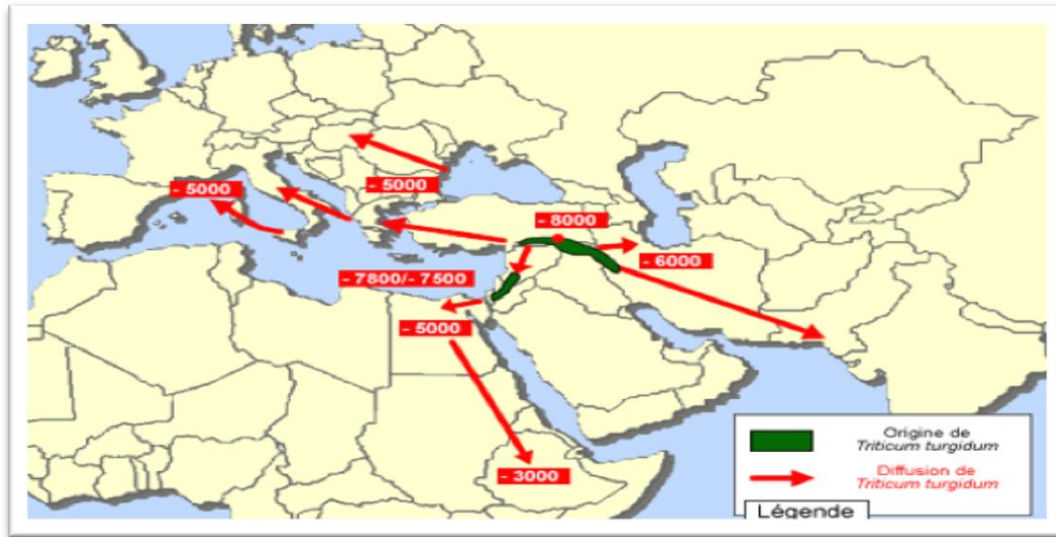 - 5000
- 5000
- 8000
- 6000
- 7800/- 7500
- 5000
- 3000
Origine de
Triticum turgidum
Diffusion de
Triticum turgidum
Légende